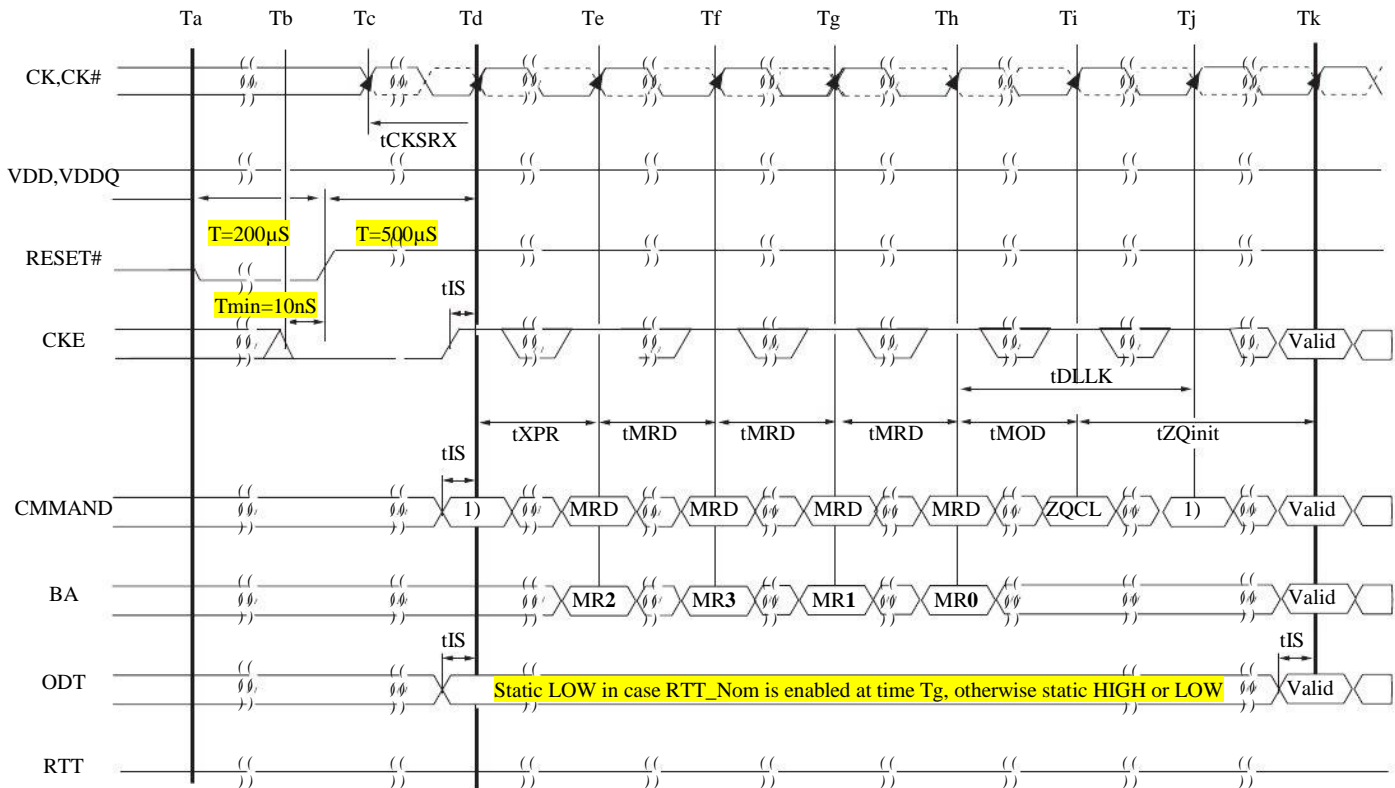 Ta Tb Tc Td Te Tf Tg Th Ti Tj Tk
CK,CK#
tCKSRX
VDD,VDDQ
T=200µS T=500µS
RESET#
Tmin=10nS tIS
CKE Valid
tDLLK
tXPR tMRD tMRD tMRD tMOD tZQinit
tIS
CMMAND 1) MRD MRD MRD MRD ZQCL 1) Valid
BA MR2 MR3 MR1 MR0 Valid
tIS tIS
ODT Static LOW in case RTT_Nom is enabled at time Tg, otherwise static HIGH or LOW Valid
RTT